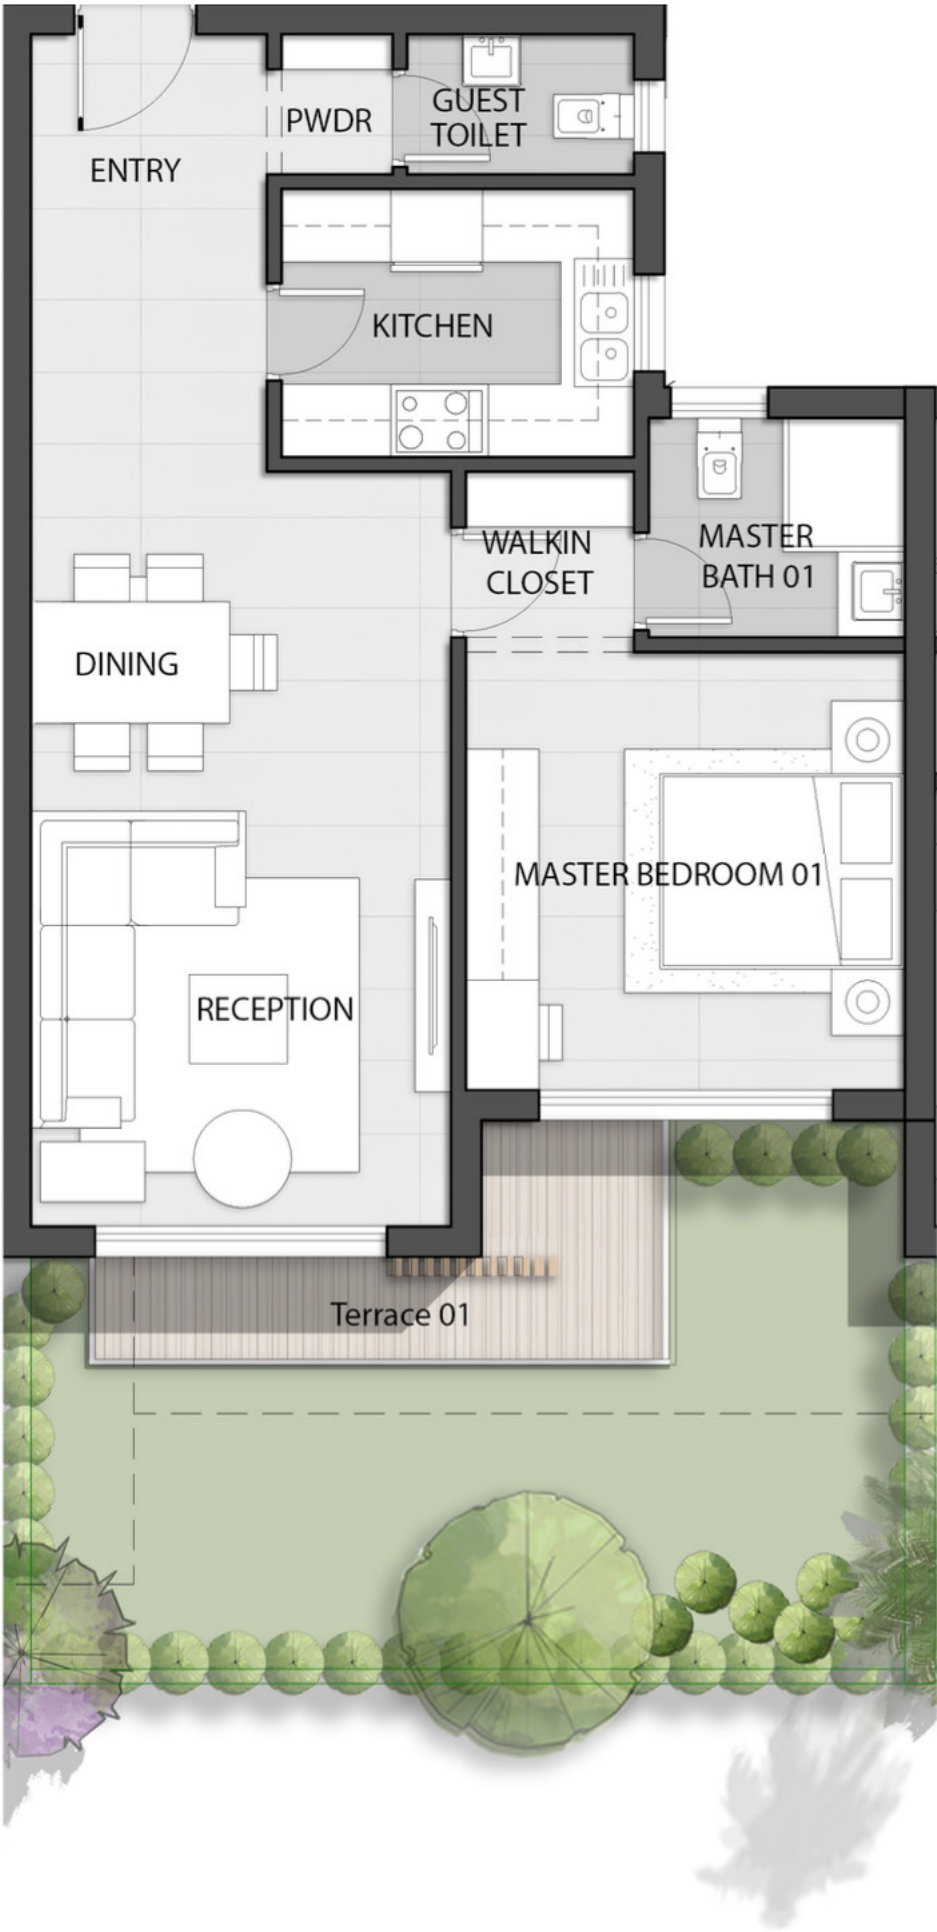 GUEST
PWDR
TOILET
ENTRY
KITCHEN
WALKIN
CLOSET
MASTER
BATH 01
DINING
MASTER BEDROOM 01
RECEPTION
Terrace 01